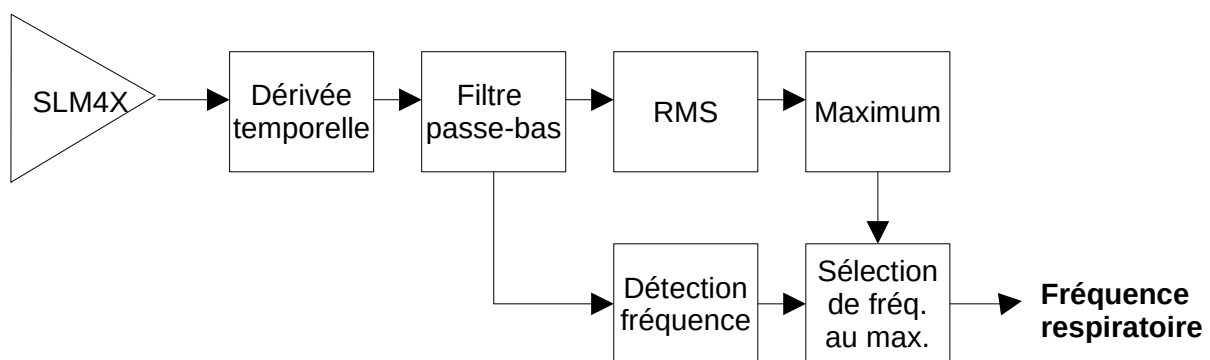 SLM4X
Dérivée
temporelle
Filtre
passe-bas
RMS
Maximum
Détection
fréquence
Sélection
de fréq.
au max.
Fréquence
respiratoire